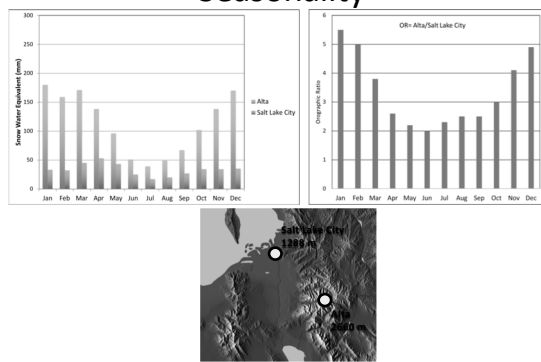 Seasonality
Snow Water Equivalent (mm)
300
250
200
150
100
50
0
Jan Feb Mar Apr May Jun Jul Aug Sep Oct Nov Dec
Alta
Salt Lake City
OR= Alta/Salt Lake City
Orographic Ratio
6
5
4
3
2
1
0
Jan Feb Mar Apr May Jun Jul Aug Sep Oct Nov Dec
Salt Lake City
1288 m
Alta
2660 m